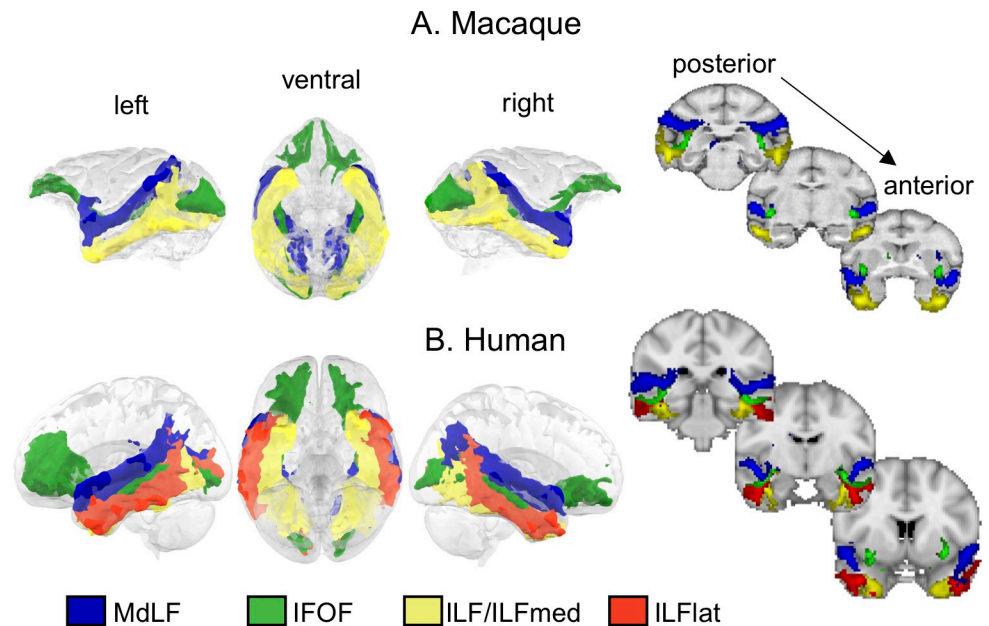 A. Macaque
left
ventral
right
posterior
anterior
B. Human
MdLF
IFOF
ILF/ILFmed
ILFlat